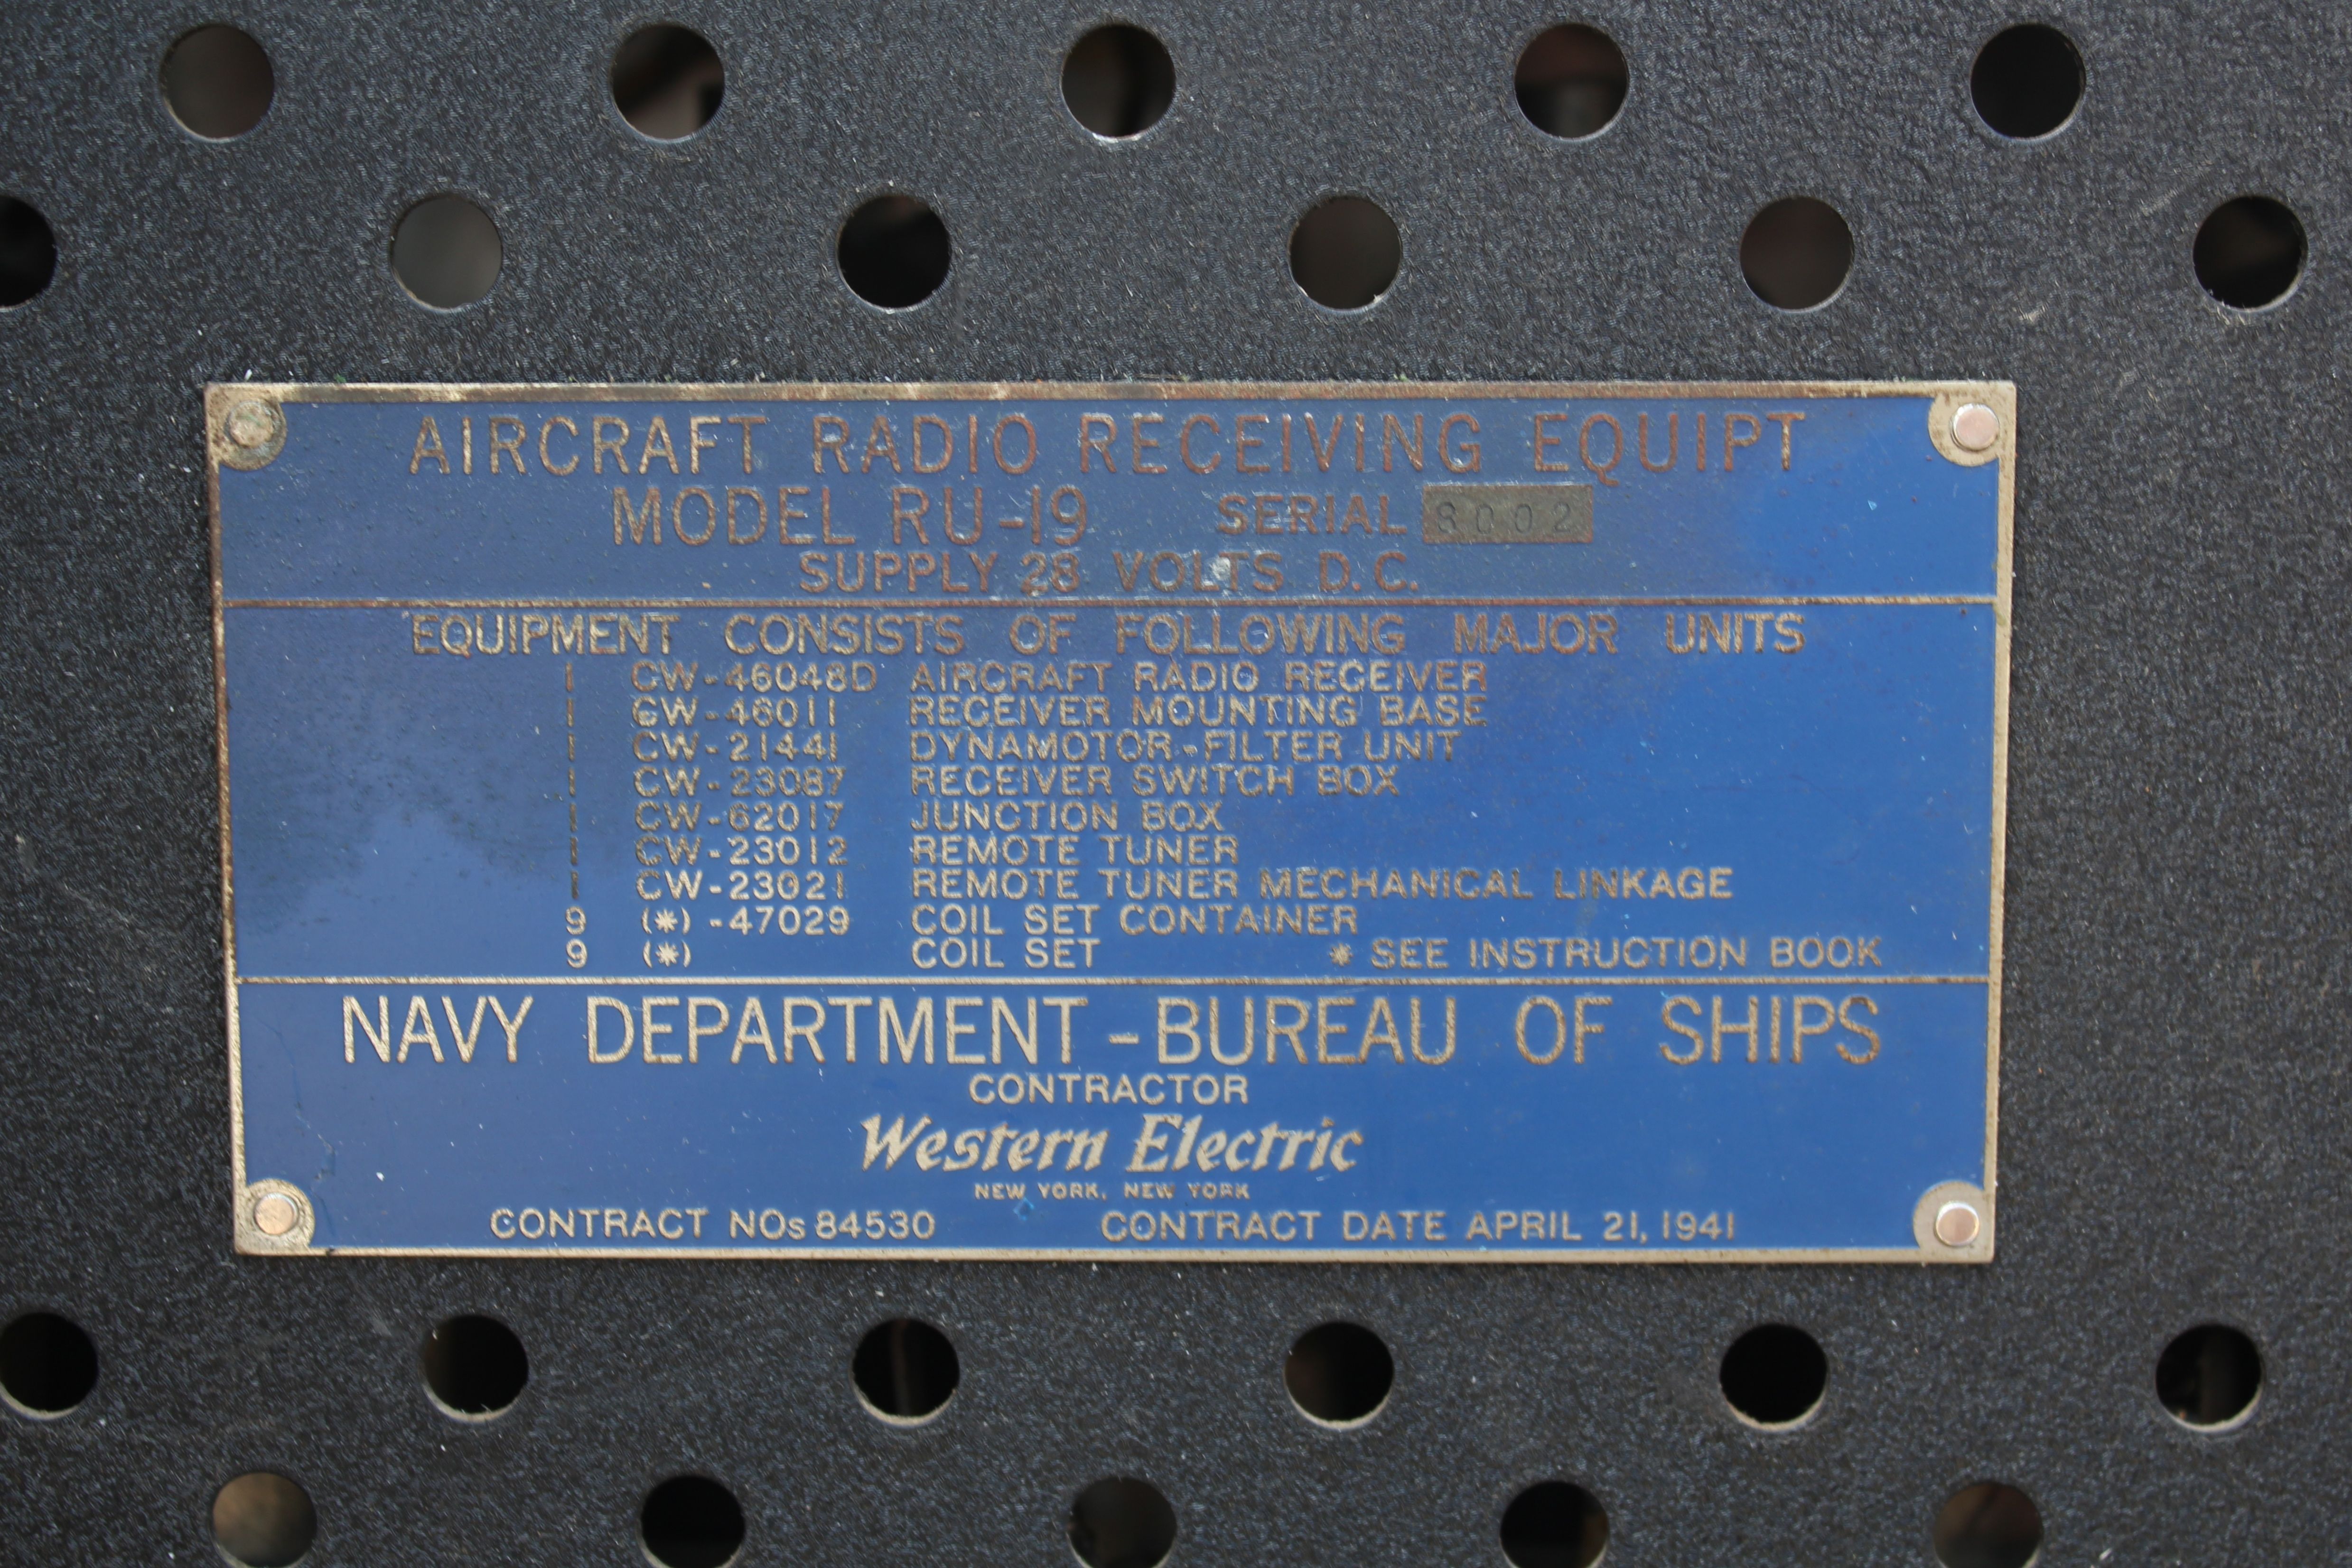 AIRCRAFT RADIO RECEIVING EQUIPT
MODEL RU-19 SERIAL 8002
SUPPLY 28 VOLTS D.C.
EQUIPMENT CONSISTS OF FOLLOWING MAJOR UNITS
1 CW-46048D AIRCRAFT RADIO RECEIVER
1 CW-46011 RECEIVER MOUNTING BASE
1 CW-21441 DYNAMOTOR-FILTER UNIT
1 CW-23087 RECEIVER SWITCH BOX
1 CW-62017 JUNCTION BOX
1 CW-23012 REMOTE TUNER
1 CW-23021 REMOTE TUNER MECHANICAL LINKAGE
9 (*) -47029 COIL SET CONTAINER
9 (*) COIL SET * SEE INSTRUCTION BOOK
NAVY DEPARTMENT - BUREAU OF SHIPS
CONTRACTOR
Western Electric
NEW YORK, NEW YORK
CONTRACT NOs 84530 CONTRACT DATE APRIL 21, 1941